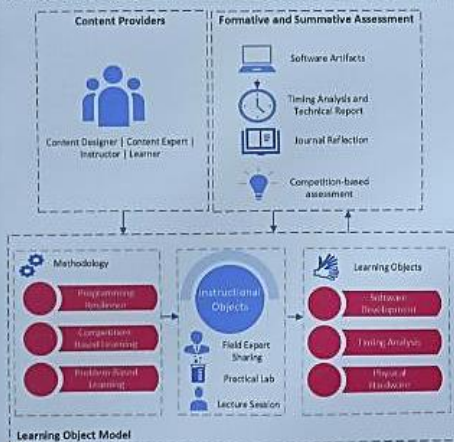 Content Providers
Content Designer | Content Expert |
Instructor | Learner
Formative and Summative Assessment
Software Artifacts
Timing Analysis and
Technical Report
Journal Reflection
Competition-based
assessment
Methodology
Programming
Resilience
Competition-
Based Learning
Problem-Based
Learning
Instructional
Objects
Field Expert
Sharing
Practical Lab
Lecture Session
Learning Objects
Software
Development
Timing Analysis
Physical
Hardware
Learning Object Model